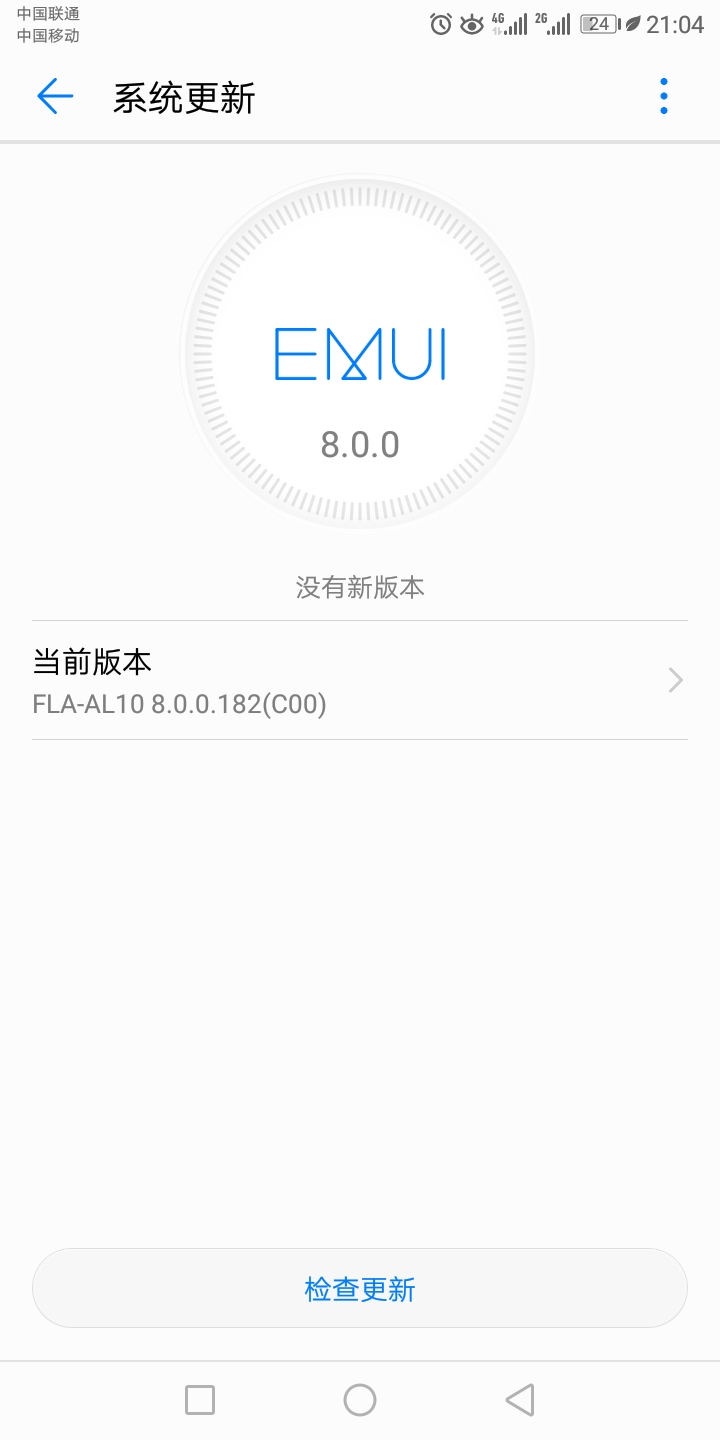 中国联通
中国移动
4G 2G 24 21:04
系统更新
EMUI
8.0.0
没有新版本
当前版本
FLA-AL10 8.0.0.182(C00)
检查更新